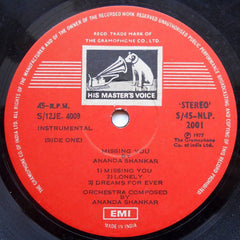 REGD. TRADE MARK OF
THE GRAMOPHONE CO., LTD.
HIS MASTER'S VOICE
45-R.P.M.
S/12JE. 4009
INSTRUMENTAL
(SIDE ONE)
'STEREO'
S/45-NLP.
2001
℗ 1977
The Gramophone
Co. of India Ltd.
MISSING YOU
ANANDA SHANKAR
1) MISSING YOU
2) LONELY
3) DREAMS FOR EVER
ORCHESTRA COMPOSED
BY
ANANDA SHANKAR
EMI
MADE IN INDIA